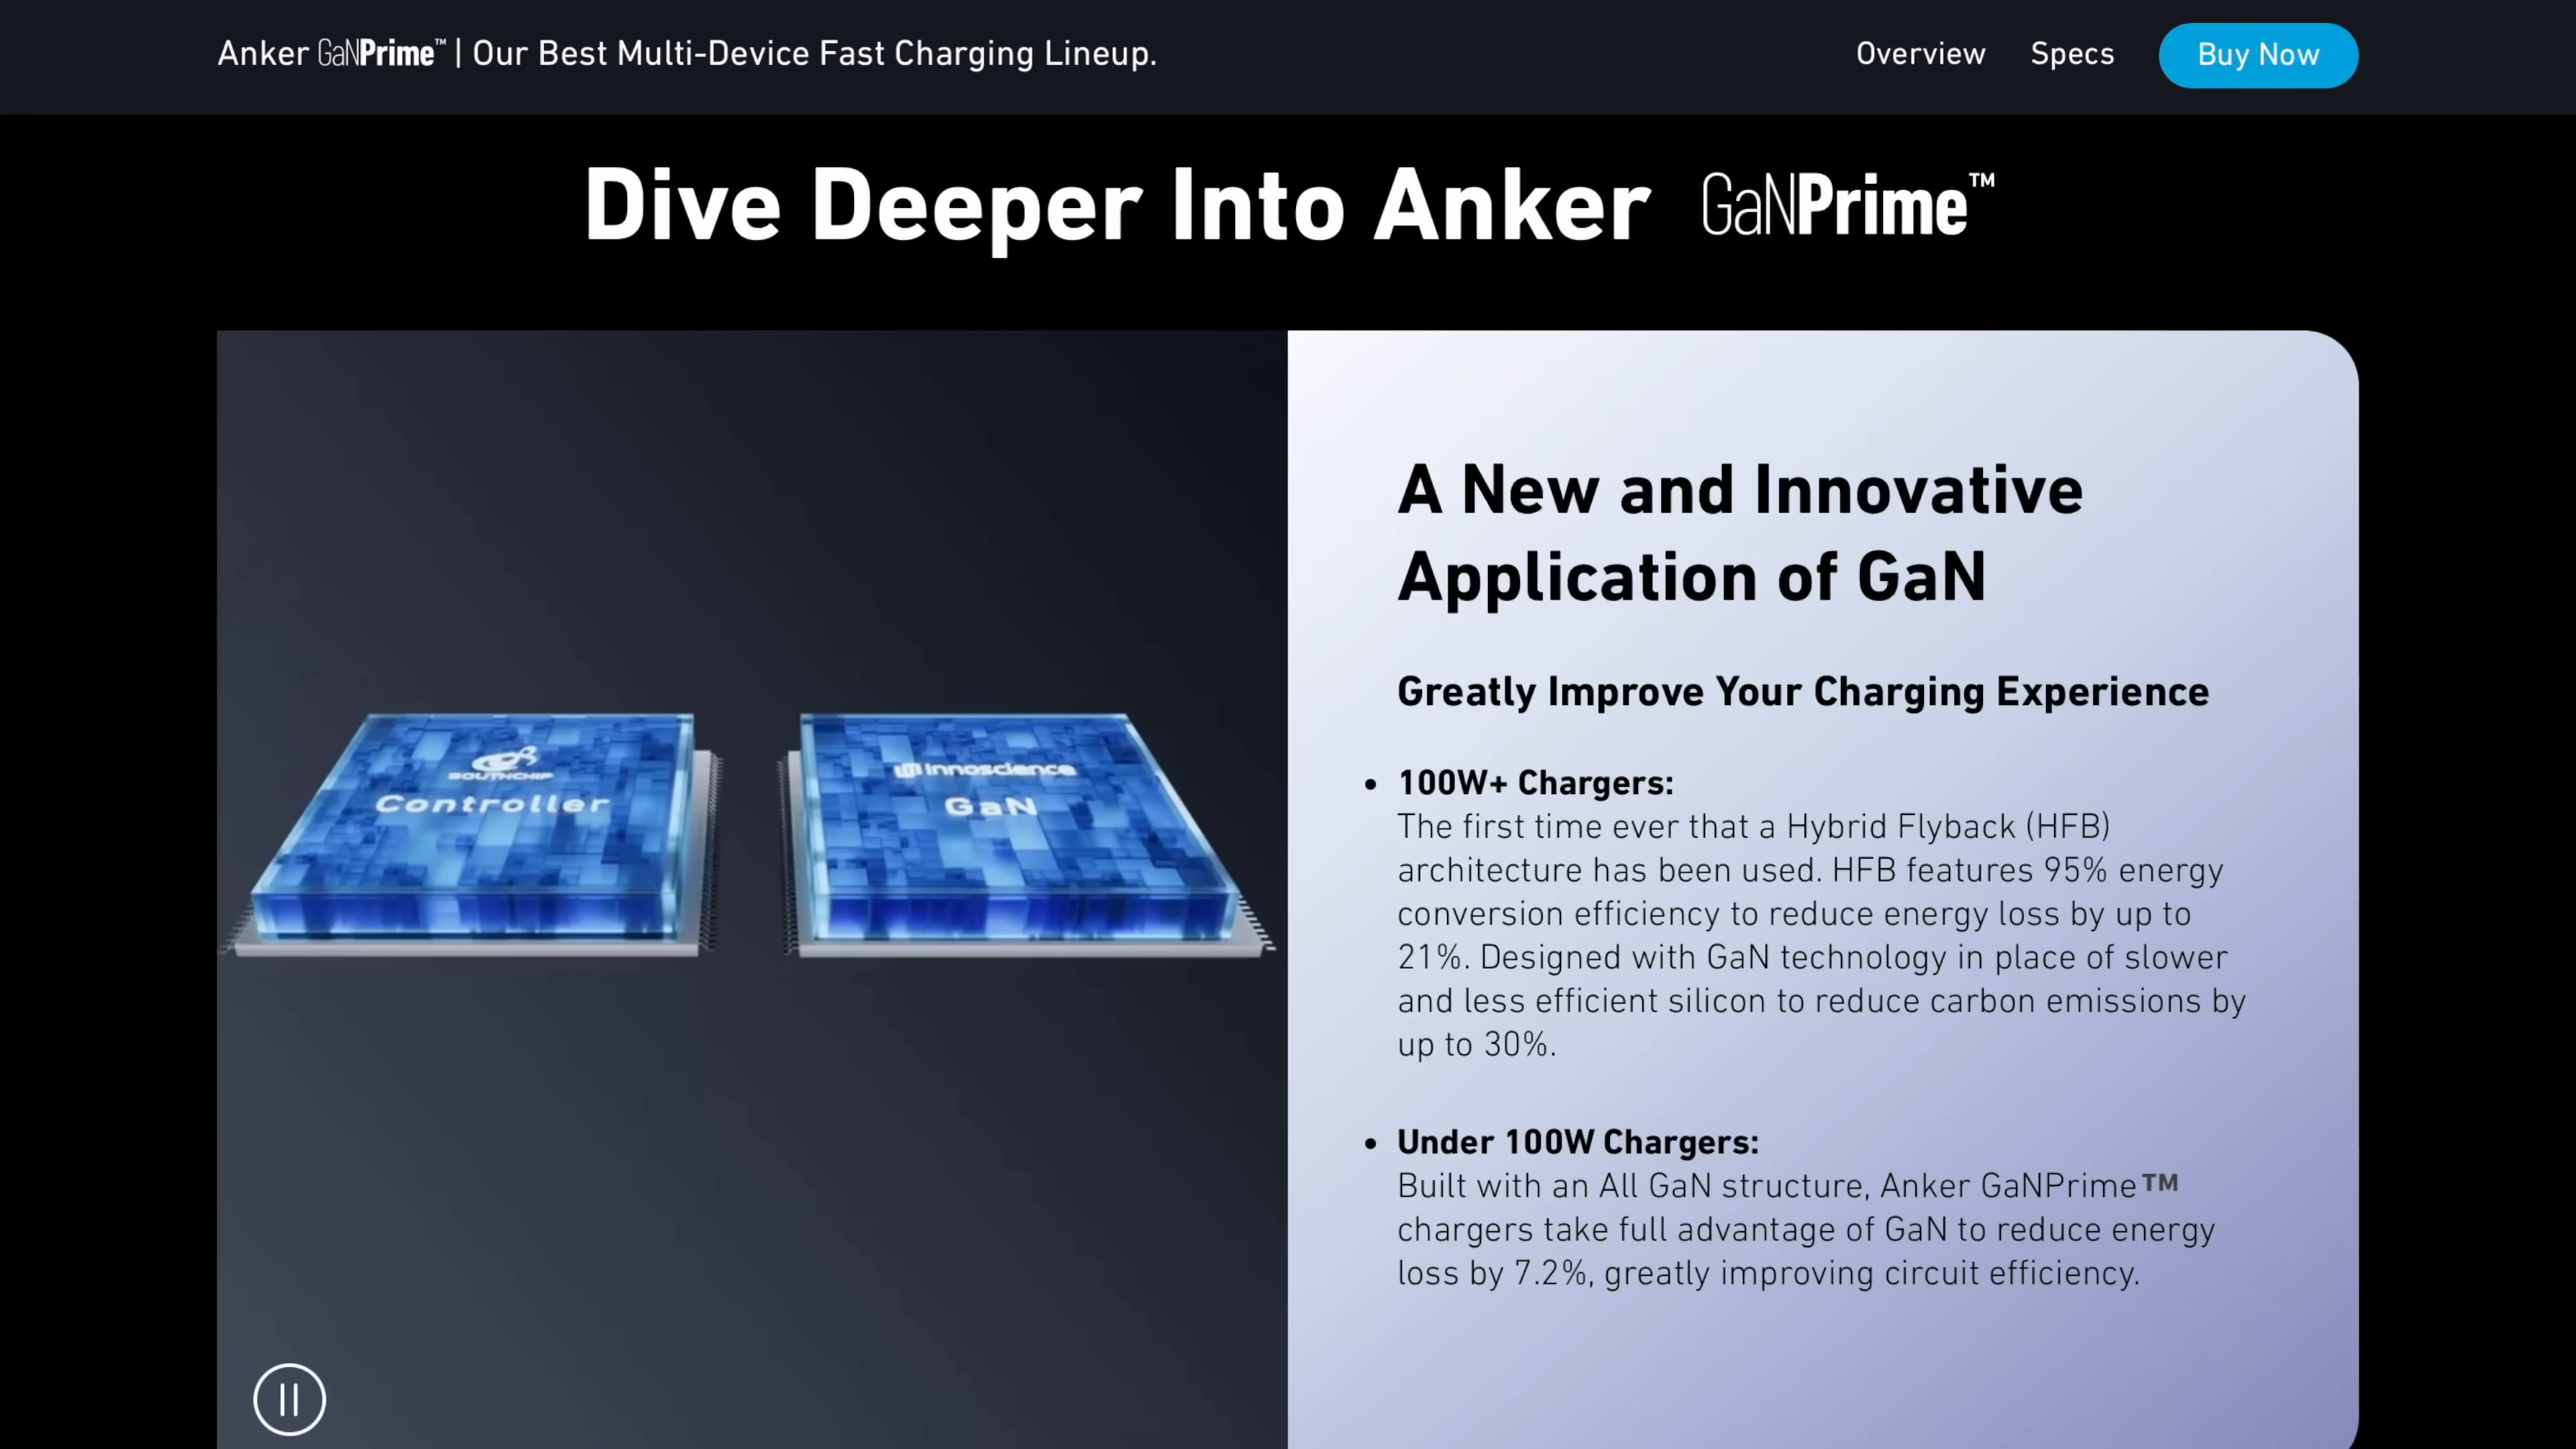 Anker GaNPrime™ | Our Best Multi-Device Fast Charging Lineup.
Overview
Specs
Buy Now
Dive Deeper Into Anker GaNPrime™
SOUTHCHIP
Controller
Innoscience
GaN
A New and Innovative
Application of GaN
Greatly Improve Your Charging Experience
• 100W+ Chargers:
The first time ever that a Hybrid Flyback (HFB)
architecture has been used. HFB features 95% energy
conversion efficiency to reduce energy loss by up to
21%. Designed with GaN technology in place of slower
and less efficient silicon to reduce carbon emissions by
up to 30%.
• Under 100W Chargers:
Built with an All GaN structure, Anker GaNPrime™
chargers take full advantage of GaN to reduce energy
loss by 7.2%, greatly improving circuit efficiency.